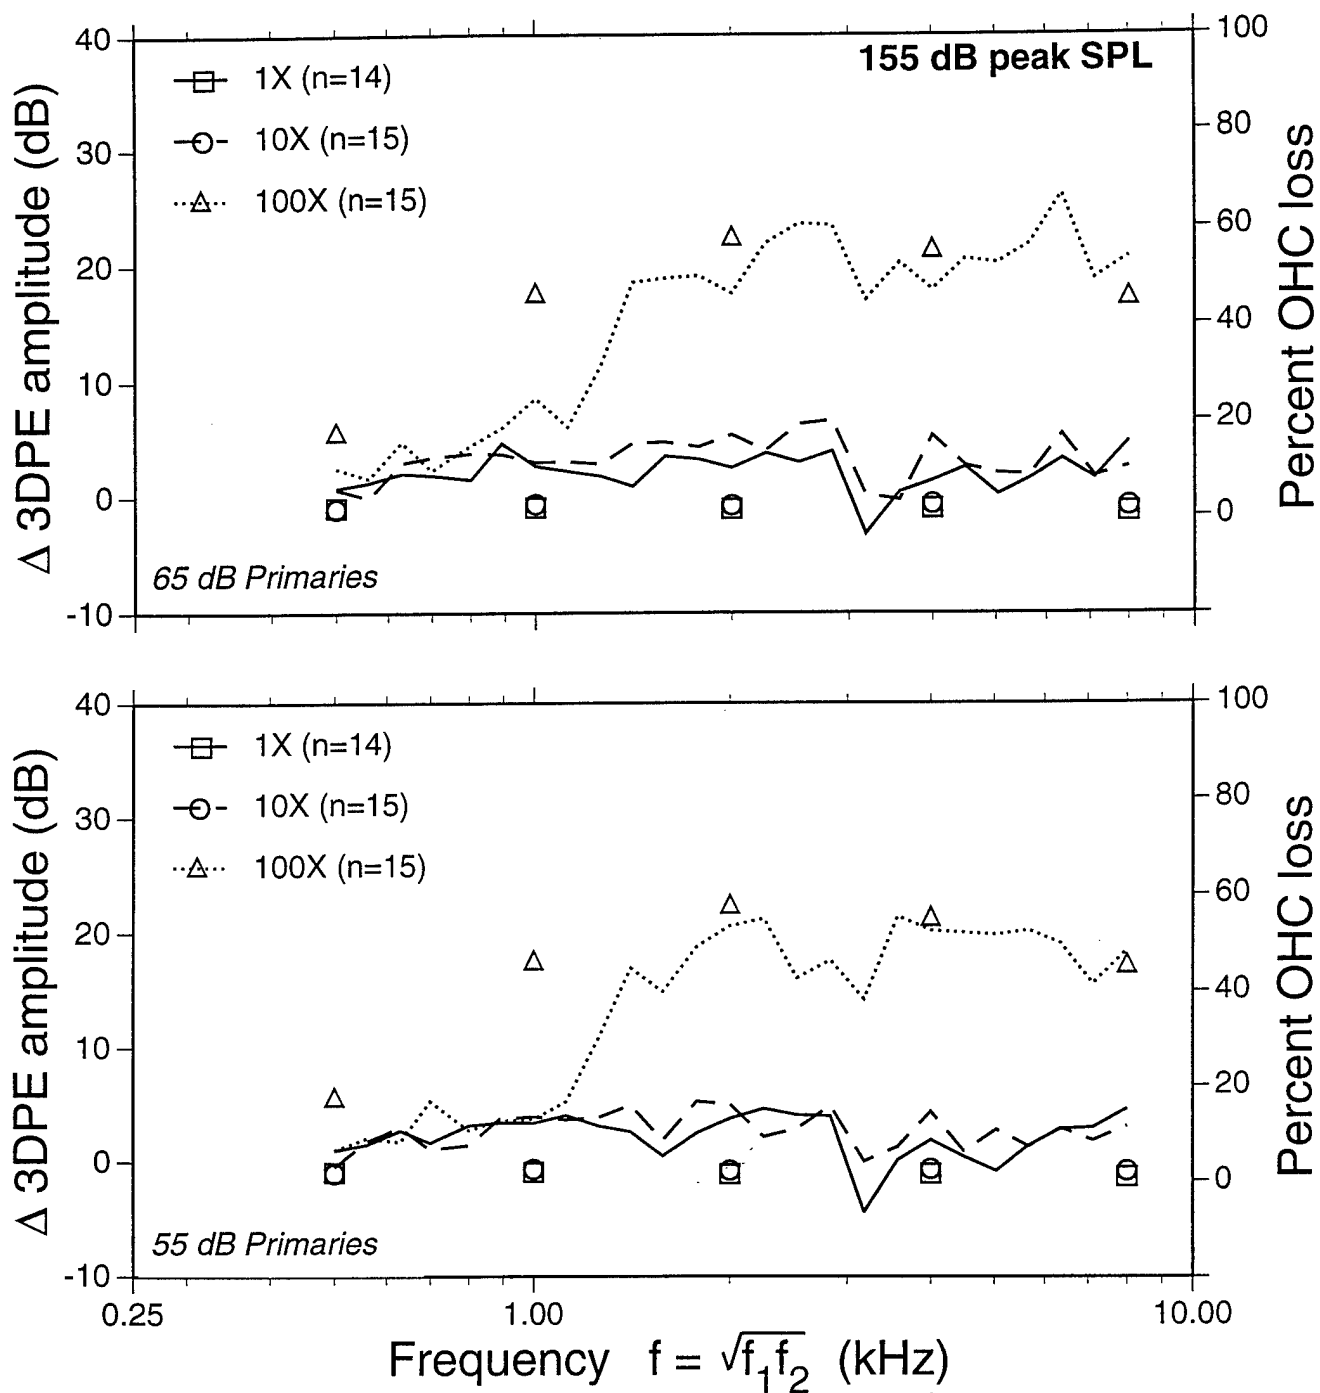 155 dB peak SPL
1X (n=14)
10X (n=15)
100X (n=15)
Δ 3DPE amplitude (dB)
40
30
20
10
0
-10
Percent OHC loss
100
80
60
40
20
0
65 dB Primaries
1X (n=14)
10X (n=15)
100X (n=15)
Δ 3DPE amplitude (dB)
40
30
20
10
0
-10
Percent OHC loss
100
80
60
40
20
0
55 dB Primaries
0.25 1.00 10.00
Frequency f = √f₁f₂ (kHz)